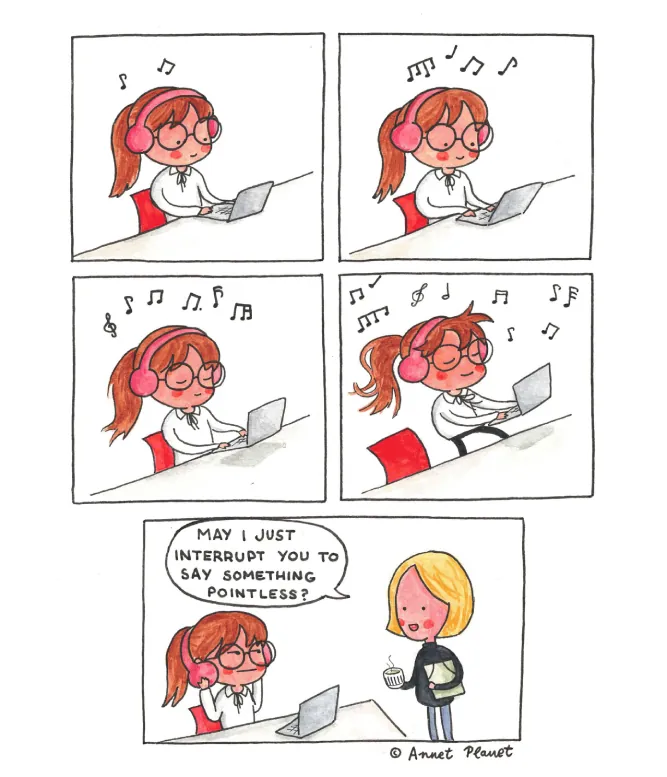 MAY I JUST
INTERRUPT YOU TO
SAY SOMETHING
POINTLESS?
© Annet Planet